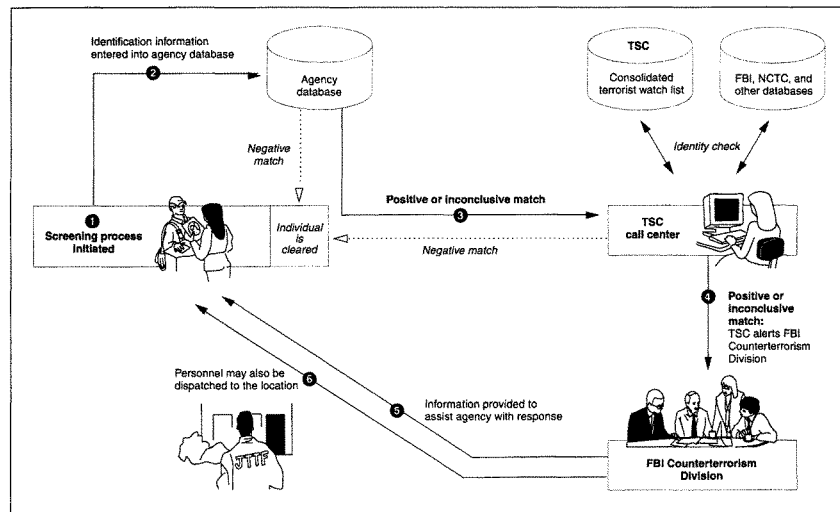 Identification information
entered into agency database
2
Agency
database
TSC
Consolidated
terrorist watch list
FBI, NCTC, and
other databases
Identity check
Negative
match
1
Screening process
initiated
Individual
is
cleared
Positive or inconclusive match
3
Negative match
TSC
call center
4
Positive or
inconclusive
match:
TSC alerts FBI
Counterterrorism
Division
Personnel may also be
dispatched to the location
6
5
Information provided to
assist agency with response
JTTF
FBI Counterterrorism
Division